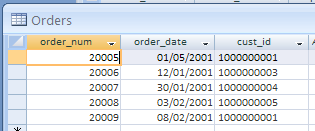 Orders
order_num order_date cust_id
20005 01/05/2001 1000000001
20006 12/01/2001 1000000003
20007 30/01/2001 1000000004
20008 03/02/2001 1000000005
20009 08/02/2001 1000000001